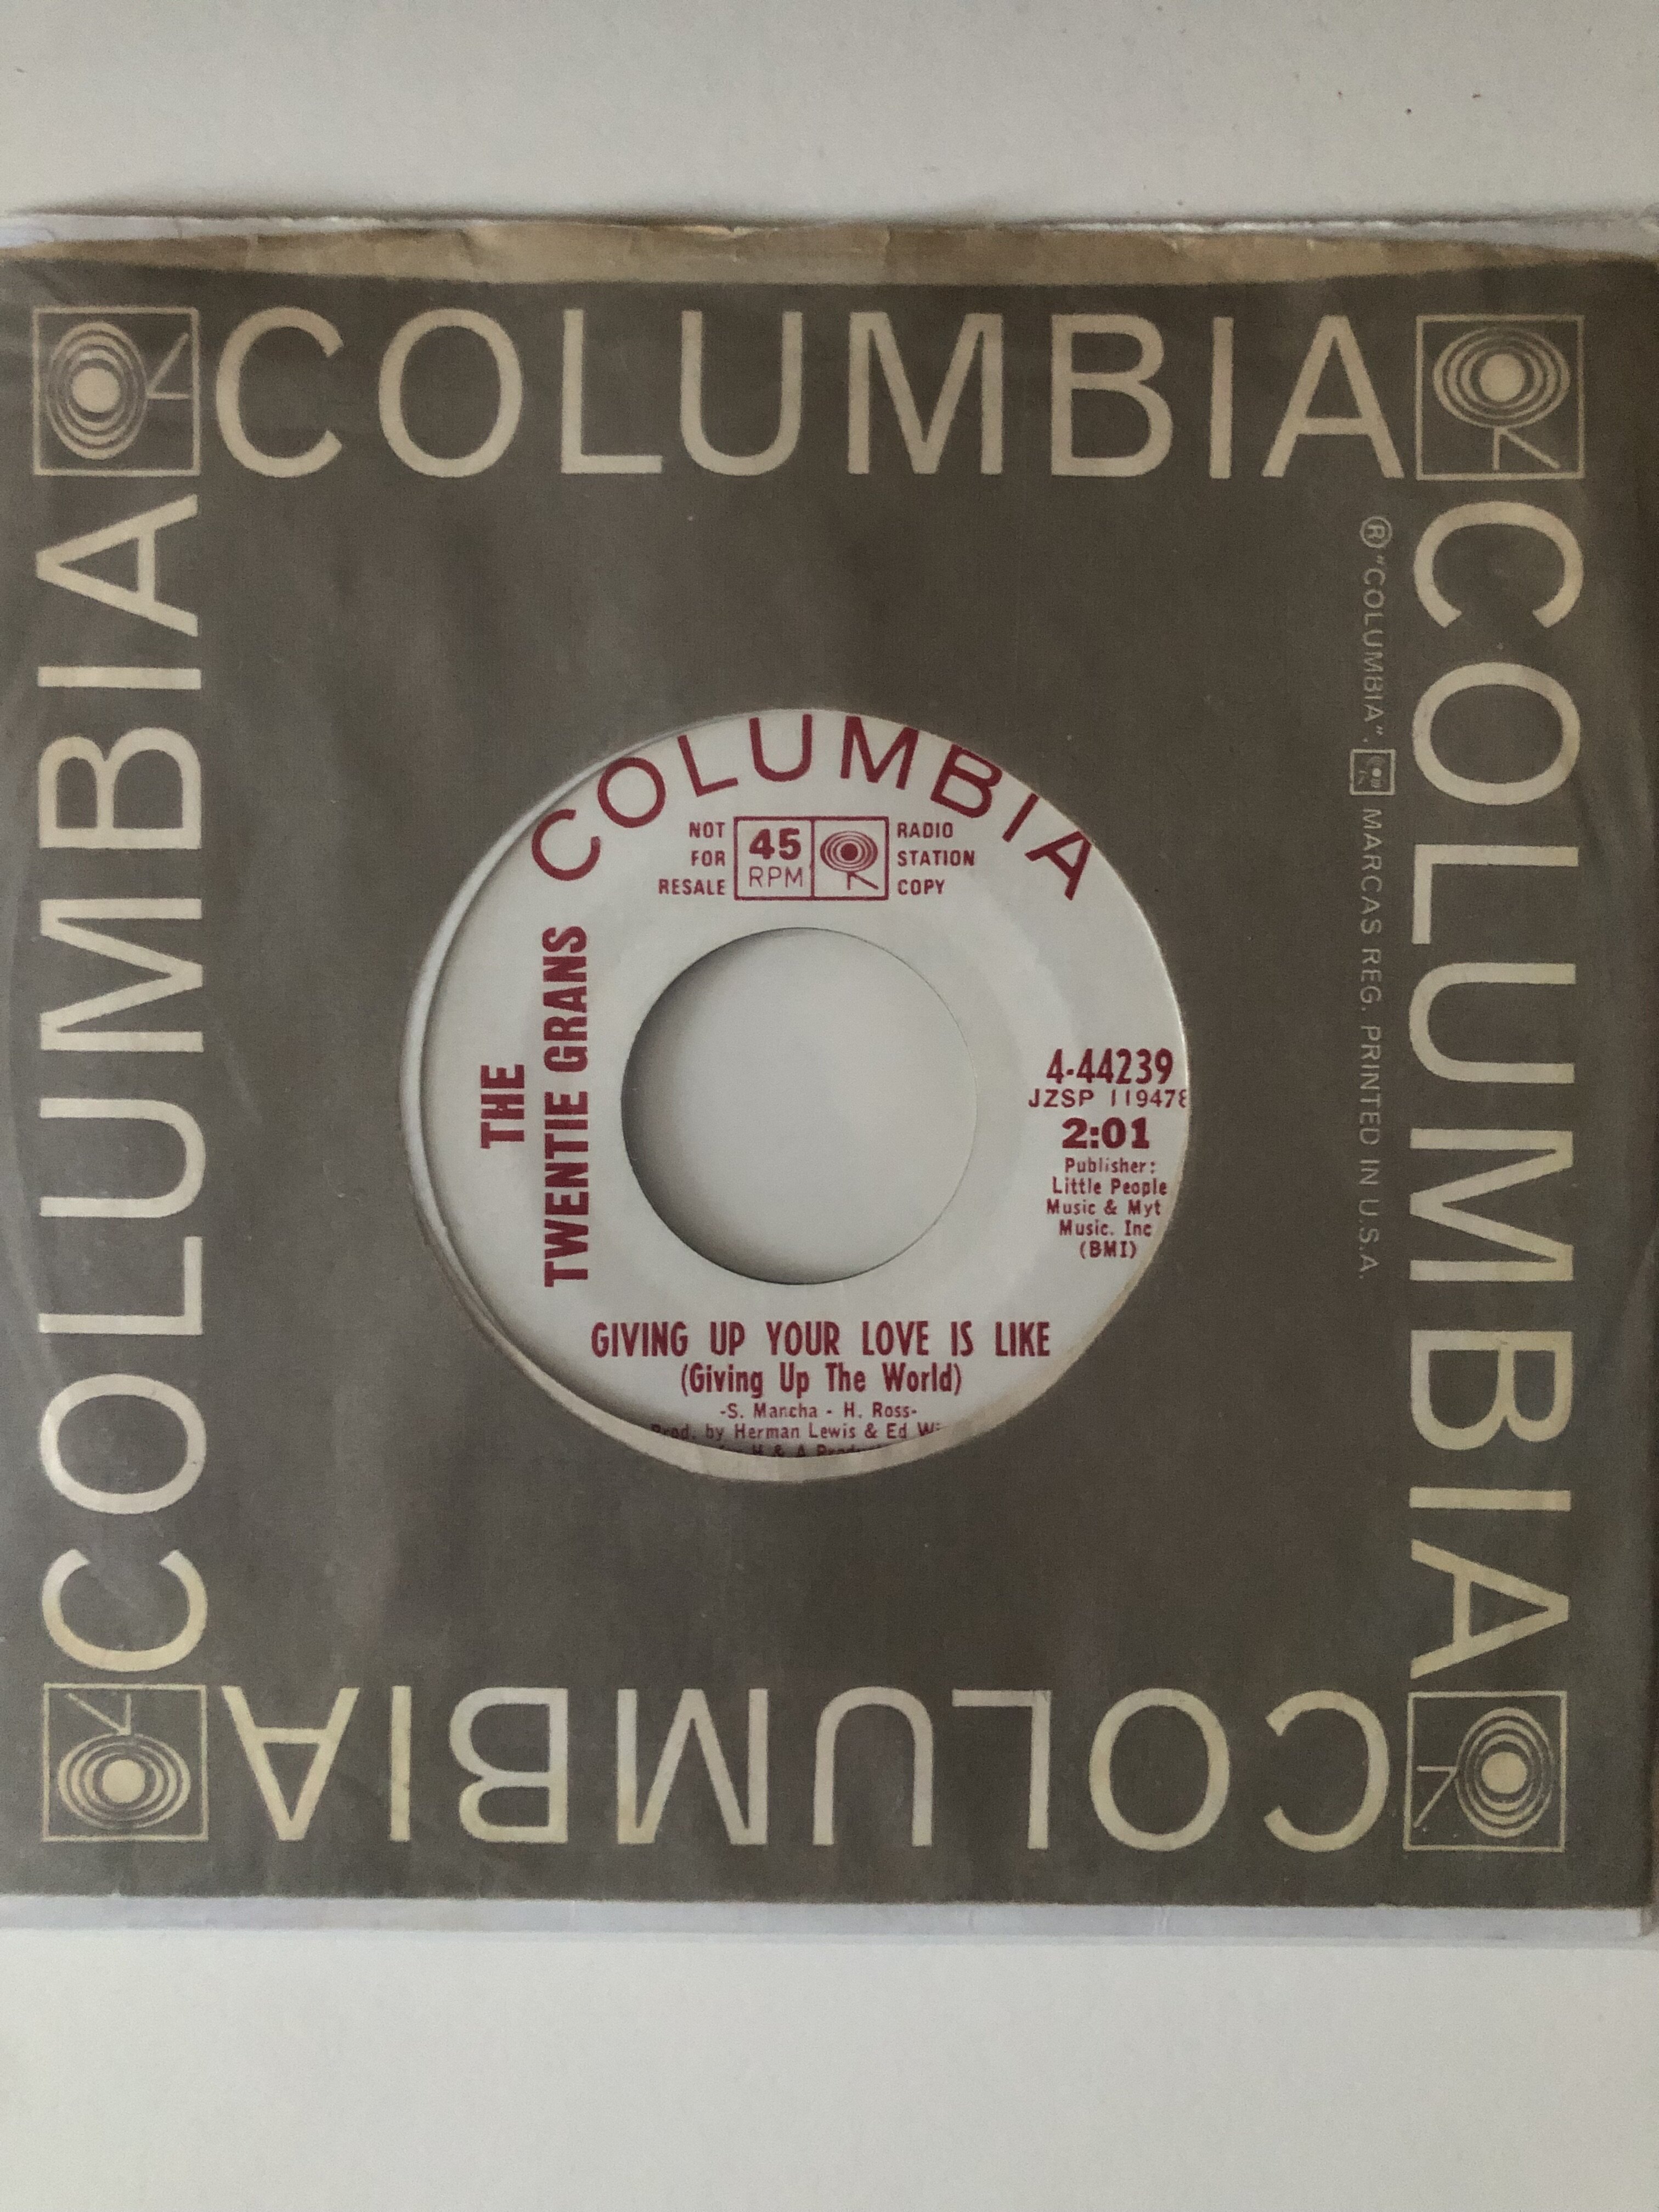 COLUMBIA
COLUMBIA
® "COLUMBIA", MARCAS REG. PRINTED IN U.S.A.
COLUMBIA
COLUMBIA
COLUMBIA
NOT
FOR
RESALE
45
RPM
RADIO
STATION
COPY
THE
TWENTIE GRANS
4-44239
JZSP 119478
2:01
Publisher:
Little People
Music & Myt
Music. Inc
(BMI)
GIVING UP YOUR LOVE IS LIKE
(Giving Up The World)
-S. Mancha - H. Ross-
Prod. by Herman Lewis & Ed
H & A